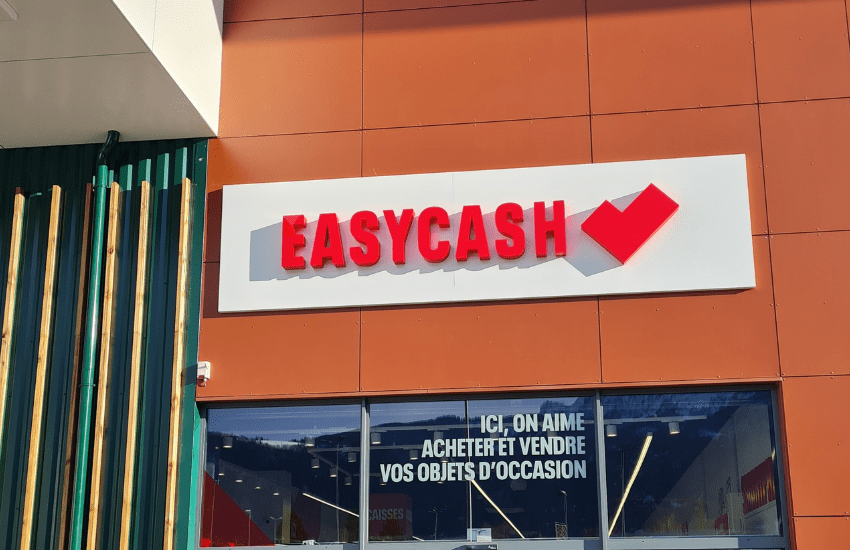 EASYCASH
ICI, ON AIME
ACHETER ET VENDRE
VOS OBJETS D'OCCASION
CAISSES